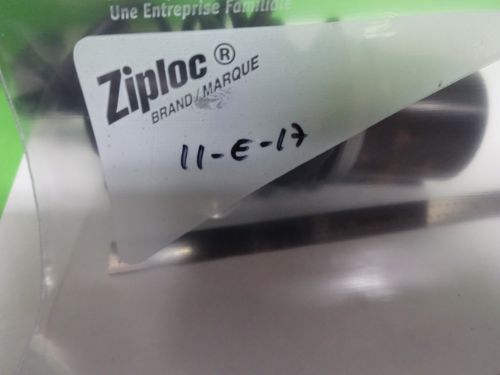 Une Entreprise Familiale
Ziploc®
BRAND/MARQUE
11-E-17